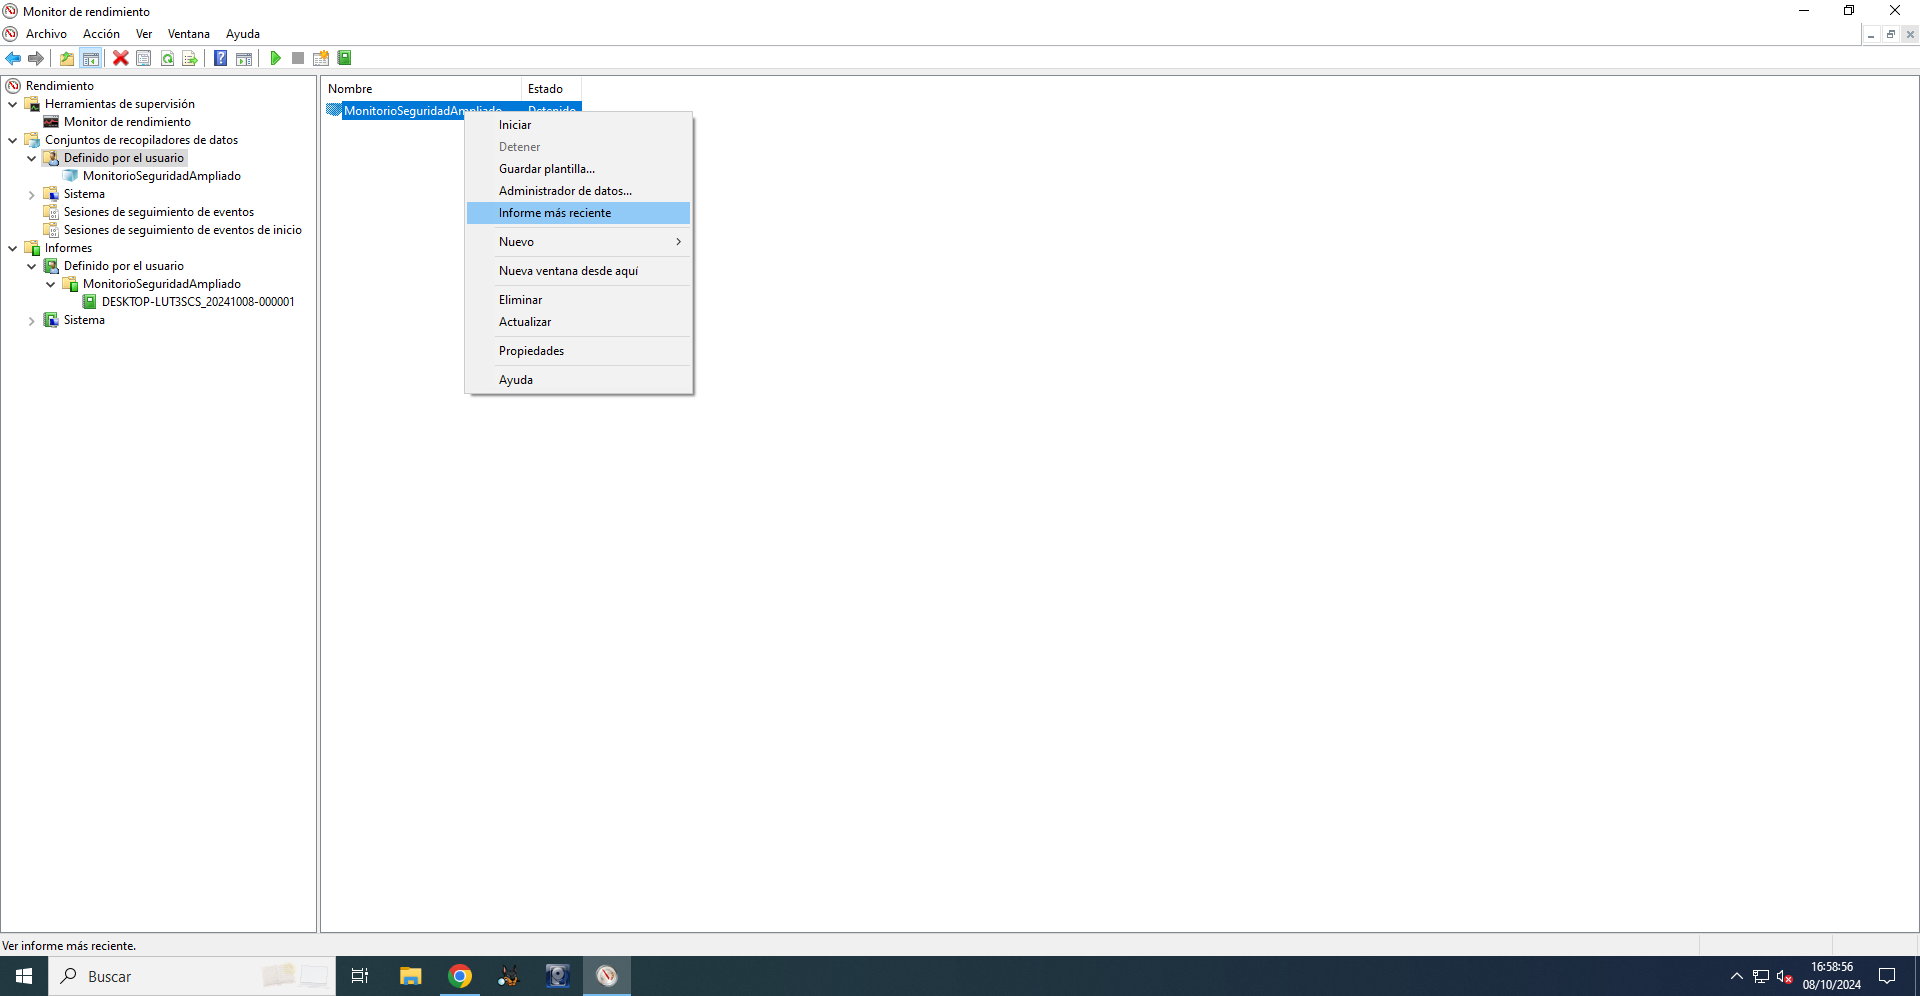 Monitor de rendimiento
Archivo Acción Ver Ventana Ayuda
Rendimiento
Herramientas de supervisión
Monitor de rendimiento
Conjuntos de recopiladores de datos
Definido por el usuario
MonitorioSeguridadAmpliado
Sistema
Sesiones de seguimiento de eventos
Sesiones de seguimiento de eventos de inicio
Informes
Definido por el usuario
MonitorioSeguridadAmpliado
DESKTOP-LUT3SCS_20241008-000001
Sistema
Nombre Estado
MonitorioSeguridadAmpliado Detenido
Iniciar
Detener
Guardar plantilla...
Administrador de datos...
Informe más reciente
Nuevo
Nueva ventana desde aquí
Eliminar
Actualizar
Propiedades
Ayuda
Ver informe más reciente.
Buscar
16:58:56
08/10/2024